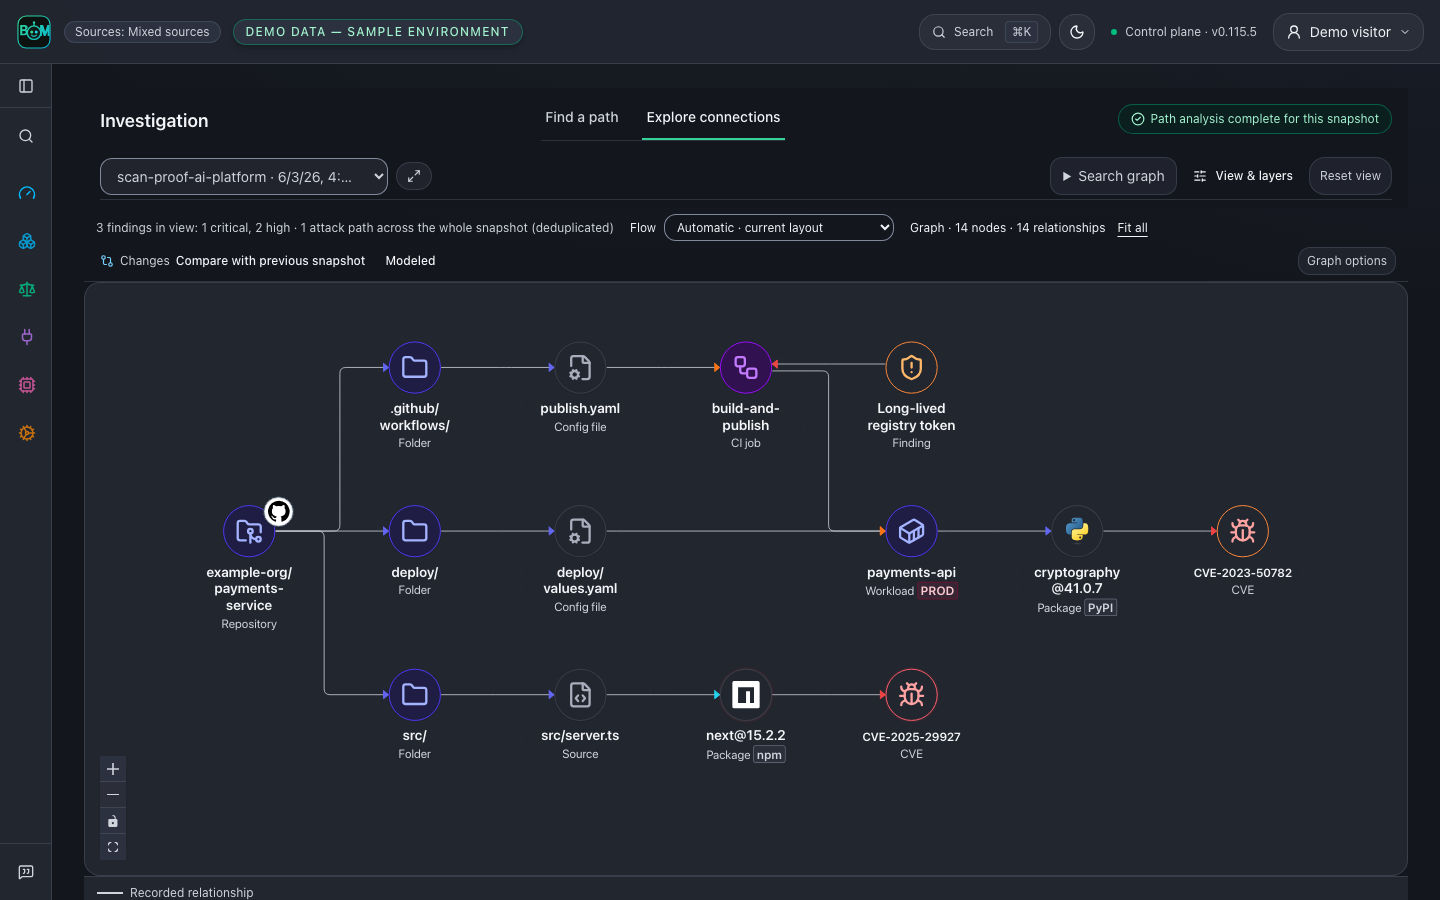 BOM
Sources: Mixed sources
DEMO DATA — SAMPLE ENVIRONMENT
Search ⌘K
Control plane · v0.115.5
Demo visitor
Investigation
Find a path
Explore connections
Path analysis complete for this snapshot
scan-proof-ai-platform · 6/3/26, 4:...
Search graph
View & layers
Reset view
3 findings in view: 1 critical, 2 high · 1 attack path across the whole snapshot (deduplicated)
Flow
Automatic · current layout
Graph · 14 nodes · 14 relationships
Fit all
Changes
Compare with previous snapshot
Modeled
Graph options
.github/
workflows/
Folder
publish.yaml
Config file
build-and-
publish
CI job
Long-lived
registry token
Finding
example-org/
payments-
service
Repository
deploy/
Folder
deploy/
values.yaml
Config file
payments-api
Workload PROD
cryptography
@41.0.7
Package PyPI
CVE-2023-50782
CVE
src/
Folder
src/server.ts
Source
next@15.2.2
Package npm
CVE-2025-29927
CVE
Recorded relationship